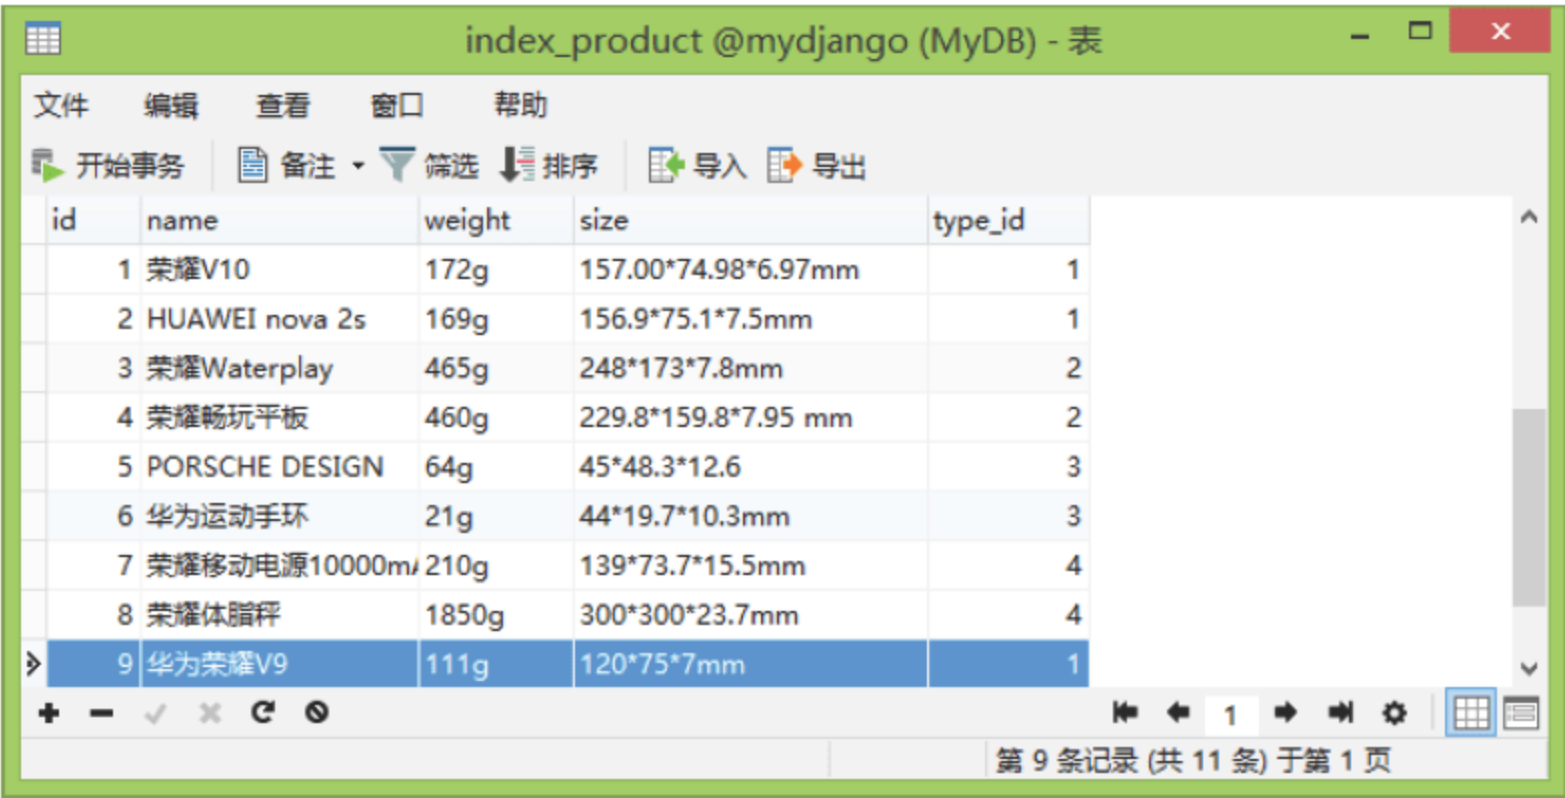 index_product @mydjango (MyDB) - 表
文件 编辑 查看 窗口 帮助
开始事务 备注 筛选 排序 导入 导出
id name weight size type_id
1 荣耀V10 172g 157.00*74.98*6.97mm 1
2 HUAWEI nova 2s 169g 156.9*75.1*7.5mm 1
3 荣耀Waterplay 465g 248*173*7.8mm 2
4 荣耀畅玩平板 460g 229.8*159.8*7.95 mm 2
5 PORSCHE DESIGN 64g 45*48.3*12.6 3
6 华为运动手环 21g 44*19.7*10.3mm 3
7 荣耀移动电源10000mA 210g 139*73.7*15.5mm 4
8 荣耀体脂秤 1850g 300*300*23.7mm 4
9 华为荣耀V9 111g 120*75*7mm 1
1
第 9 条记录 (共 11 条) 于第 1 页